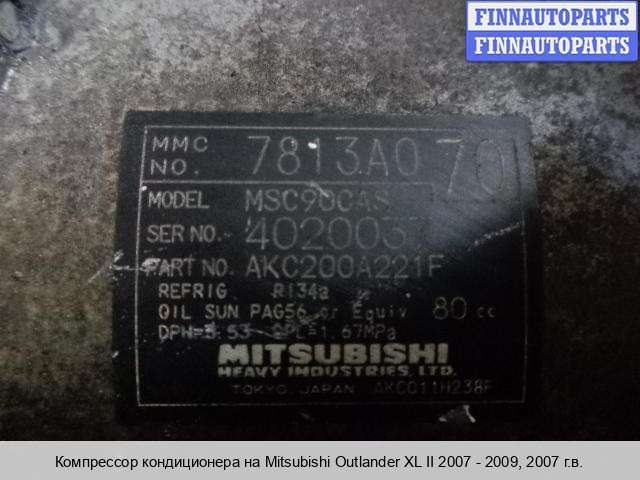 FINNAUTOPARTS
FINNAUTOPARTS
MMC NO. 7813A070
MODEL MSC90CAS
SER NO. 402003
PART NO. AKC200A221F
REFRIG R134a
OIL SUN PAG56 or Equiv 80 cc
DPH=3.53 DPL=1.67MPa
MITSUBISHI
HEAVY INDUSTRIES, LTD.
TOKYO, JAPAN AKC011H238F
Компрессор кондиционера на Mitsubishi Outlander XL II 2007 - 2009, 2007 г.в.